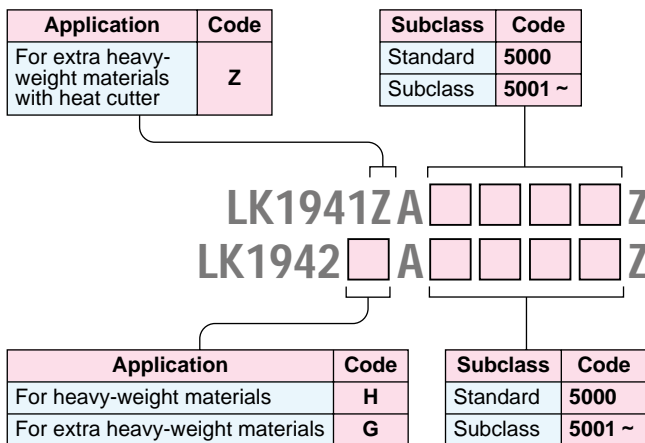 Application Code
For extra heavy-
weight materials
with heat cutter
Z
Subclass Code
Standard 5000
Subclass 5001 ~
LK1941ZA Z
LK1942 A Z
Application Code
For heavy-weight materials H
For extra heavy-weight materials G
Subclass Code
Standard 5000
Subclass 5001 ~